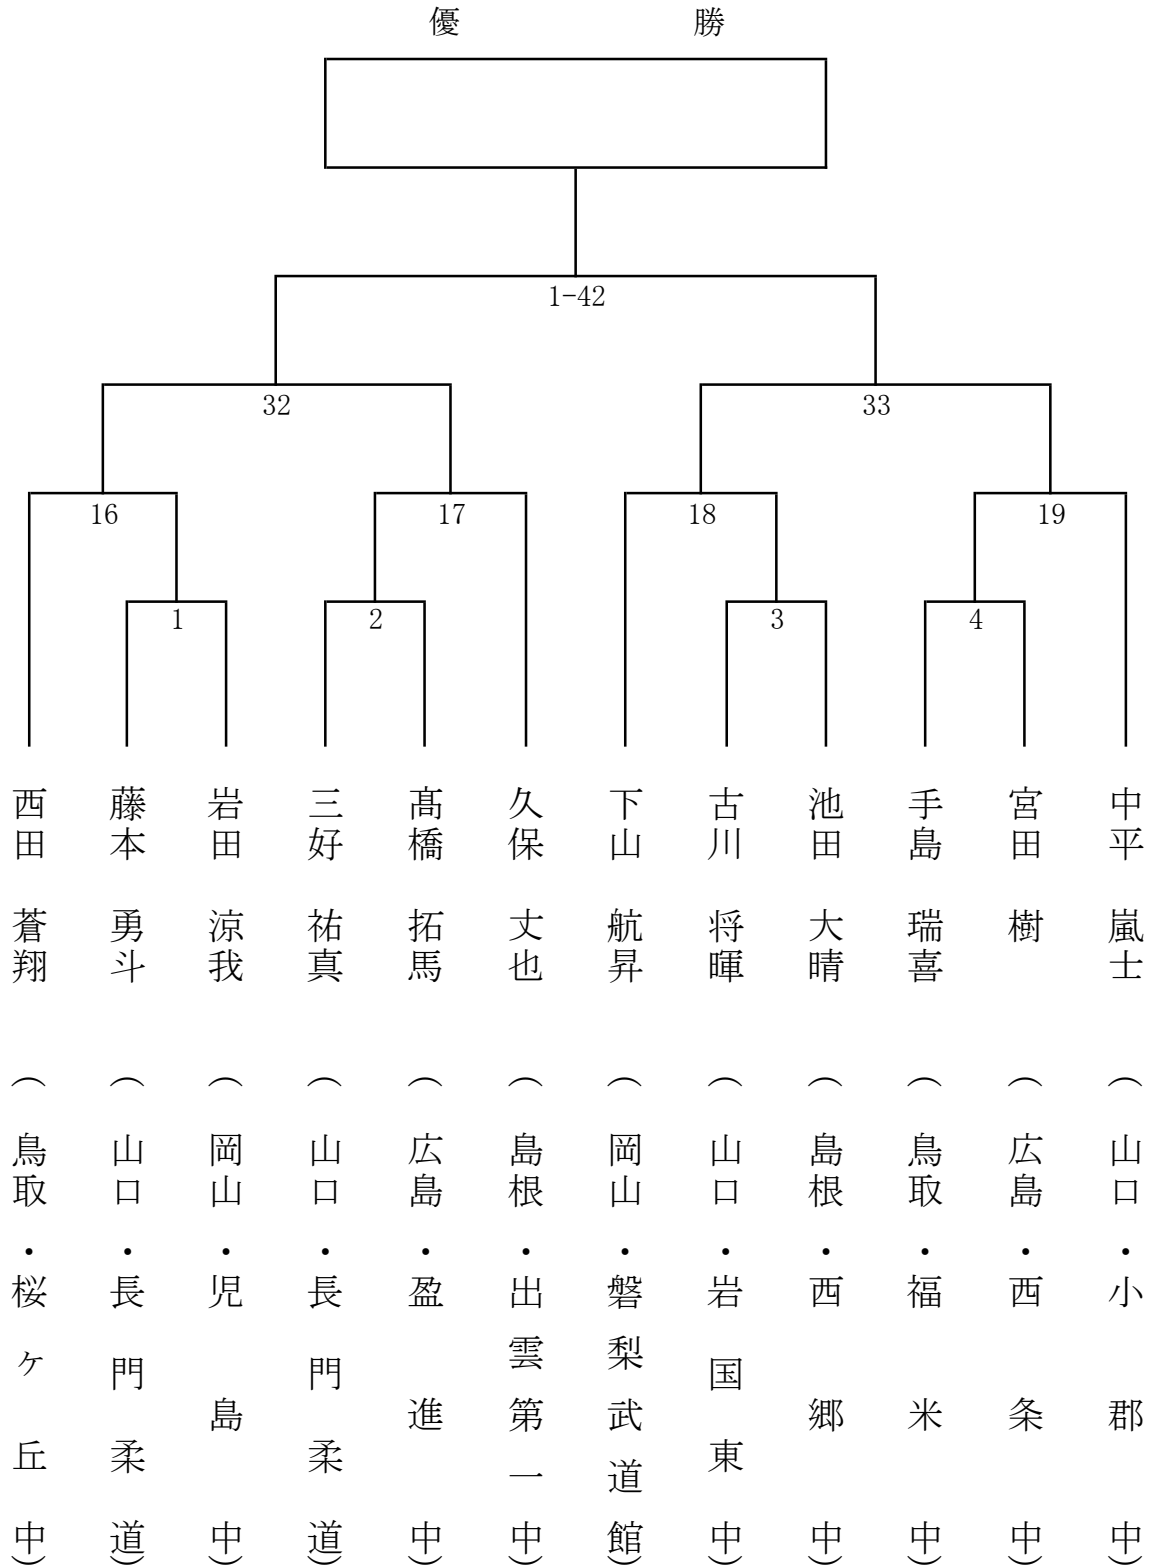 優 勝
1-42
32
33
16
17
18
19
1
2
3
4
西田 蒼翔 (鳥取・桜ケ丘中)
藤本 勇斗 (山口・長門柔道)
岩田 涼我 (岡山・児島中)
三好 祐真 (山口・長門柔道)
髙橋 拓馬 (広島・盈進中)
久保 丈也 (島根・出雲第一中)
下山 航昇 (岡山・磐梨武道館)
古川 将暉 (山口・岩国東中)
池田 大晴 (島根・西郷中)
手島 瑞喜 (鳥取・福米中)
宮田 樹 (広島・西条中)
中平 嵐士 (山口・小郡中)